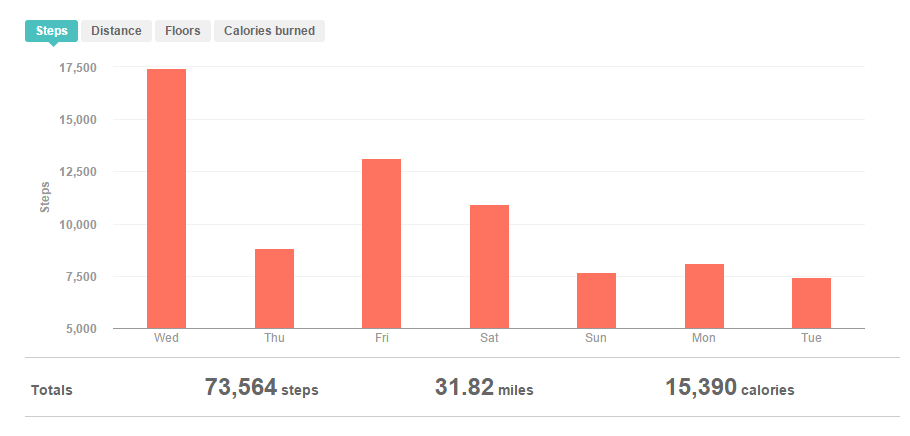 Steps Distance Floors Calories burned
17,500
15,000
12,500
10,000
7,500
5,000
Steps
Wed Thu Fri Sat Sun Mon Tue
Totals 73,564 steps 31.82 miles 15,390 calories